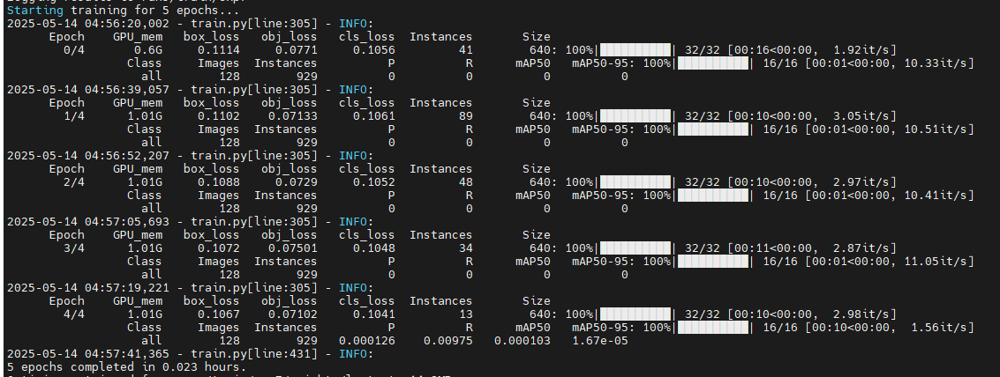 Starting training for 5 epochs...
2025-05-14 04:56:20,002 - train.py[line:305] - INFO:
Epoch GPU_mem box_loss obj_loss cls_loss Instances Size
0/4 0.6G 0.1114 0.0771 0.1056 41 640: 100%|██████████| 32/32 [00:16<00:00, 1.92it/s]
Class Images Instances P R mAP50 mAP50-95: 100%|██████████| 16/16 [00:01<00:00, 10.33it/s]
all 128 929 0 0 0 0
2025-05-14 04:56:39,057 - train.py[line:305] - INFO:
Epoch GPU_mem box_loss obj_loss cls_loss Instances Size
1/4 1.01G 0.1102 0.07133 0.1061 89 640: 100%|██████████| 32/32 [00:10<00:00, 3.05it/s]
Class Images Instances P R mAP50 mAP50-95: 100%|██████████| 16/16 [00:01<00:00, 10.51it/s]
all 128 929 0 0 0 0
2025-05-14 04:56:52,207 - train.py[line:305] - INFO:
Epoch GPU_mem box_loss obj_loss cls_loss Instances Size
2/4 1.01G 0.1088 0.0729 0.1052 48 640: 100%|██████████| 32/32 [00:10<00:00, 2.97it/s]
Class Images Instances P R mAP50 mAP50-95: 100%|██████████| 16/16 [00:01<00:00, 10.41it/s]
all 128 929 0 0 0 0
2025-05-14 04:57:05,693 - train.py[line:305] - INFO:
Epoch GPU_mem box_loss obj_loss cls_loss Instances Size
3/4 1.01G 0.1072 0.07501 0.1048 34 640: 100%|██████████| 32/32 [00:11<00:00, 2.87it/s]
Class Images Instances P R mAP50 mAP50-95: 100%|██████████| 16/16 [00:01<00:00, 11.05it/s]
all 128 929 0 0 0 0
2025-05-14 04:57:19,221 - train.py[line:305] - INFO:
Epoch GPU_mem box_loss obj_loss cls_loss Instances Size
4/4 1.01G 0.1067 0.07102 0.1041 13 640: 100%|██████████| 32/32 [00:10<00:00, 2.98it/s]
Class Images Instances P R mAP50 mAP50-95: 100%|██████████| 16/16 [00:10<00:00, 1.56it/s]
all 128 929 0.000126 0.00975 0.000103 1.67e-05
2025-05-14 04:57:41,365 - train.py[line:431] - INFO:
5 epochs completed in 0.023 hours.